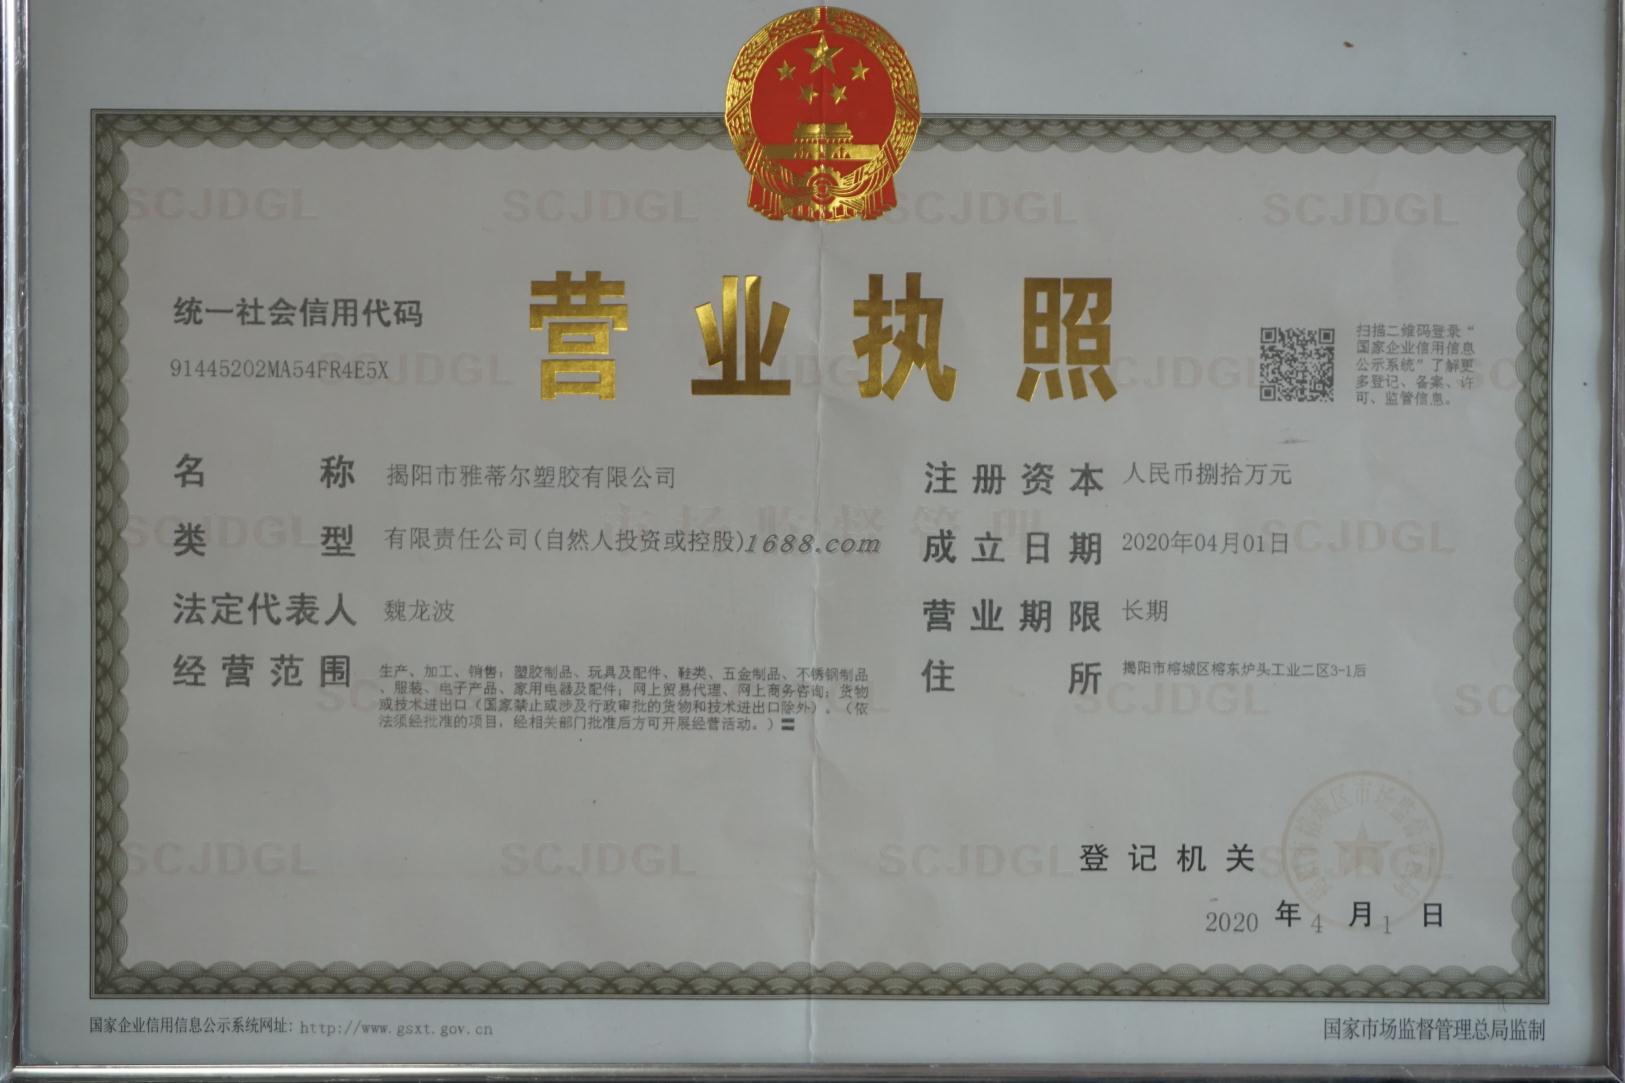 营业执照
统一社会信用代码
91445202MA54FR4E5X
扫描二维码登录“
国家企业信用信息
公示系统”了解更
多登记、备案、许
可、监管信息。
名称 揭阳市雅蒂尔塑胶有限公司
类型 有限责任公司(自然人投资或控股)
1688.com
法定代表人 魏龙波
经营范围 生产、加工、销售：塑胶制品、玩具及配件、鞋类、五金制品、不锈钢制品
、服装、电子产品、家用电器及配件；网上贸易代理、网上商务咨询；货物
或技术进出口（国家禁止或涉及行政审批的货物和技术进出口除外）。（依
法须经批准的项目，经相关部门批准后方可开展经营活动。）
注册资本 人民币捌拾万元
成立日期 2020年04月01日
营业期限 长期
住所 揭阳市榕城区榕东炉头工业二区3-1后
登记机关
2020年4月1日
国家企业信用信息公示系统网址：http://www.gsxt.gov.cn
国家市场监督管理总局监制
SCJDGL
市场监督管理